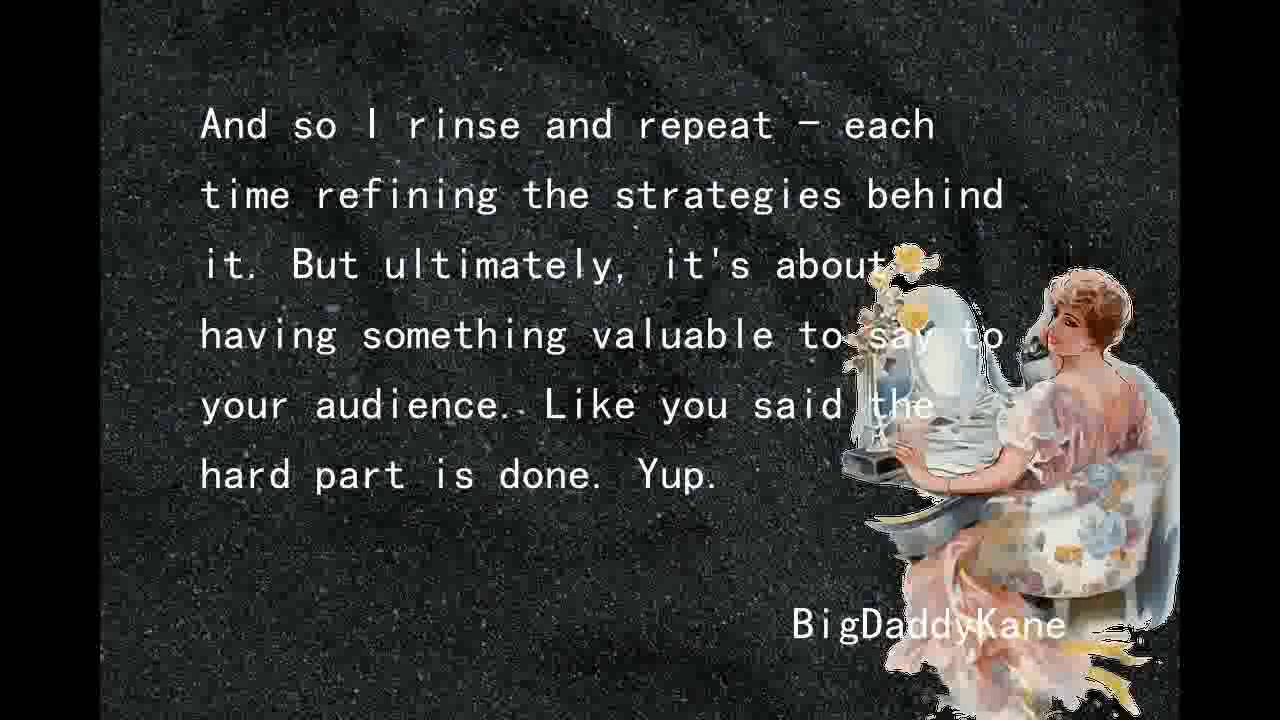 And so I rinse and repeat – each
time refining the strategies behind
it. But ultimately, it's about
having something valuable to say to
your audience. Like you said the
hard part is done. Yup.
BigDaddyKane